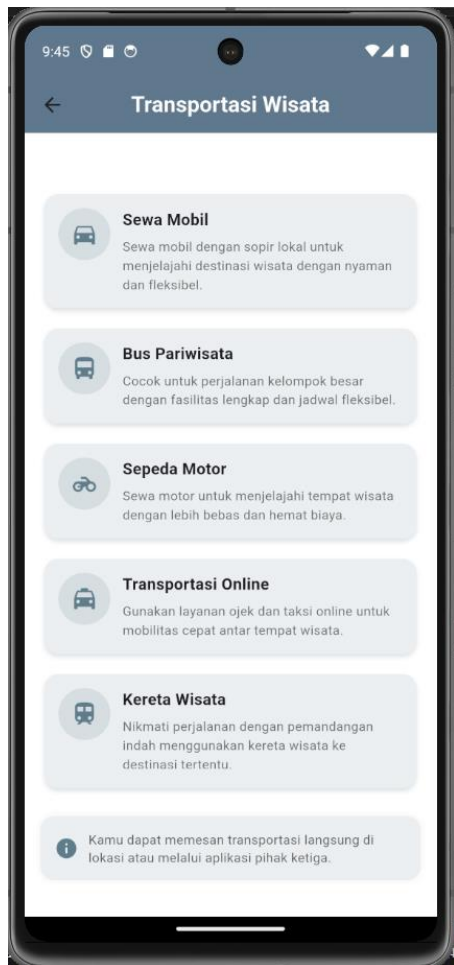 9:45
Transportasi Wisata
Sewa Mobil
Sewa mobil dengan sopir lokal untuk
menjelajahi destinasi wisata dengan nyaman
dan fleksibel.
Bus Pariwisata
Cocok untuk perjalanan kelompok besar
dengan fasilitas lengkap dan jadwal fleksibel.
Sepeda Motor
Sewa motor untuk menjelajahi tempat wisata
dengan lebih bebas dan hemat biaya.
Transportasi Online
Gunakan layanan ojek dan taksi online untuk
mobilitas cepat antar tempat wisata.
Kereta Wisata
Nikmati perjalanan dengan pemandangan
indah menggunakan kereta wisata ke
destinasi tertentu.
Kamu dapat memesan transportasi langsung di
lokasi atau melalui aplikasi pihak ketiga.